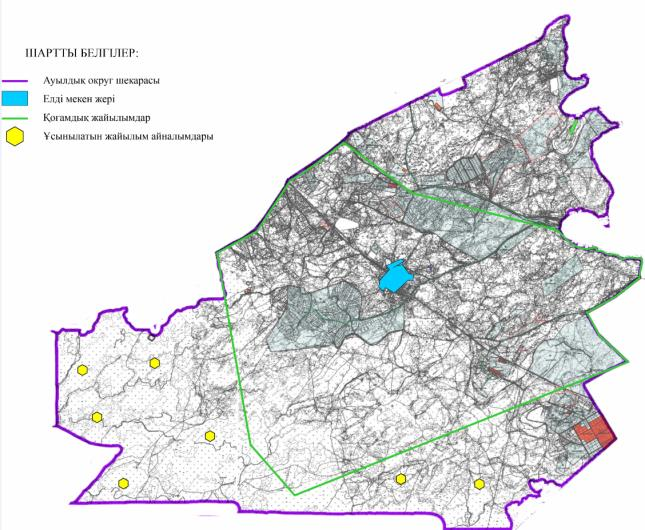 ШАРТТЫ БЕЛГІЛЕР:
Ауылдық округ шекарасы
Елді мекен жері
Қоғамдық жайылымдар
Ұсынылатын жайылым айналымдары